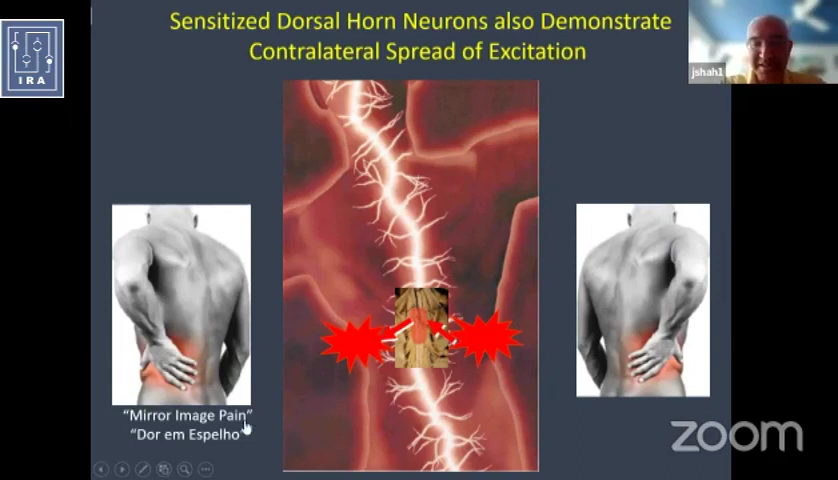 Sensitized Dorsal Horn Neurons also Demonstrate
Contralateral Spread of Excitation
IRA
jshah1
“Mirror Image Pain”
“Dor em Espelho”
zoom